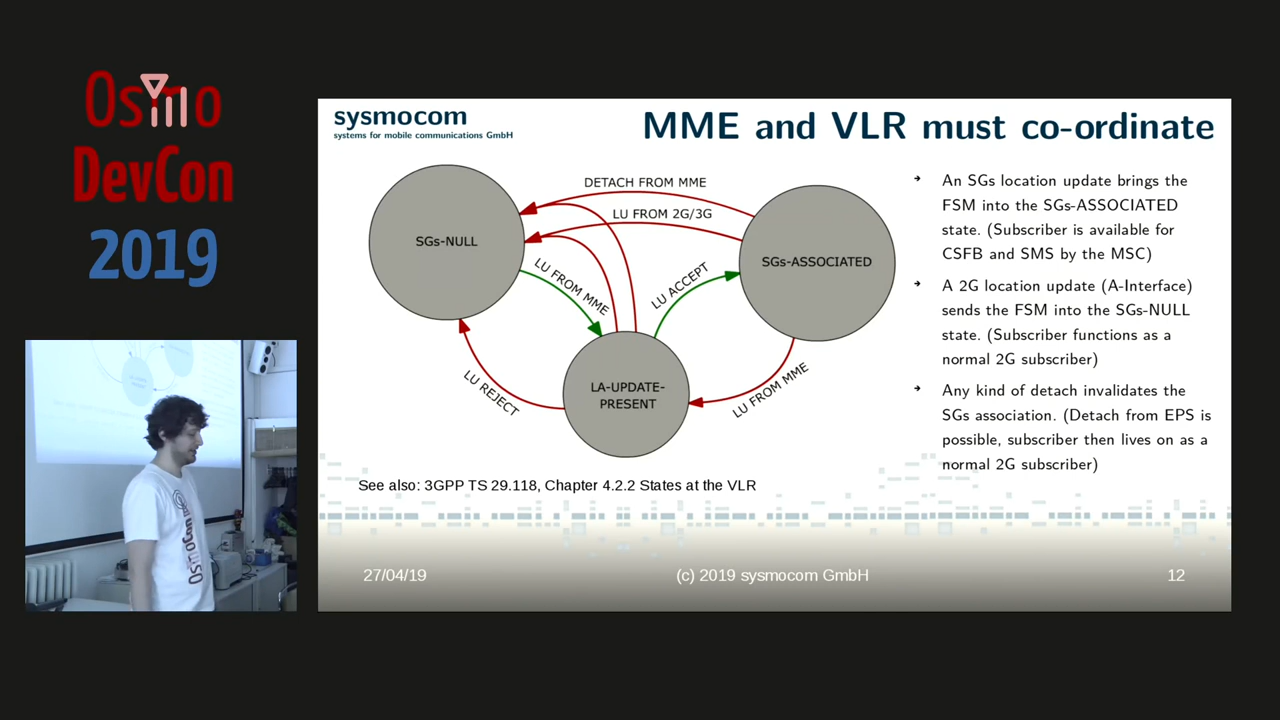 Osmo
DevCon
2019
sysmocom
systems for mobile communications GmbH
MME and VLR must co-ordinate
DETACH FROM MME
LU FROM 2G/3G
SGs-NULL
SGs-ASSOCIATED
LU FROM MME
LU ACCEPT
LA-UPDATE-
PRESENT
LU REJECT
LU FROM MME
See also: 3GPP TS 29.118, Chapter 4.2.2 States at the VLR
An SGs location update brings the
FSM into the SGs-ASSOCIATED
state. (Subscriber is available for
CSFB and SMS by the MSC)
A 2G location update (A-Interface)
sends the FSM into the SGs-NULL
state. (Subscriber functions as a
normal 2G subscriber)
Any kind of detach invalidates the
SGs association. (Detach from EPS is
possible, subscriber then lives on as a
normal 2G subscriber)
27/04/19
(c) 2019 sysmocom GmbH
12
OsmoCon